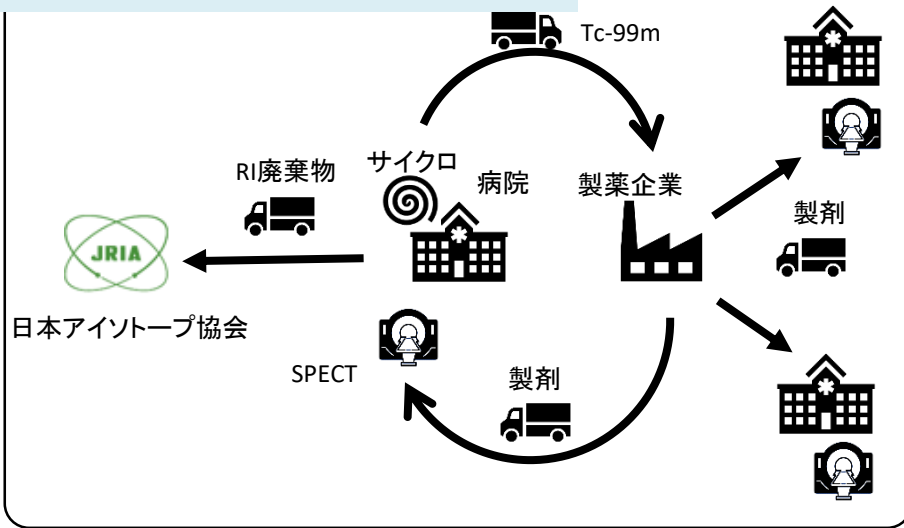 Tc-99m
RI廃棄物
サイクロ
病院
製薬企業
製剤
JRIA
日本アイソトープ協会
SPECT
製剤